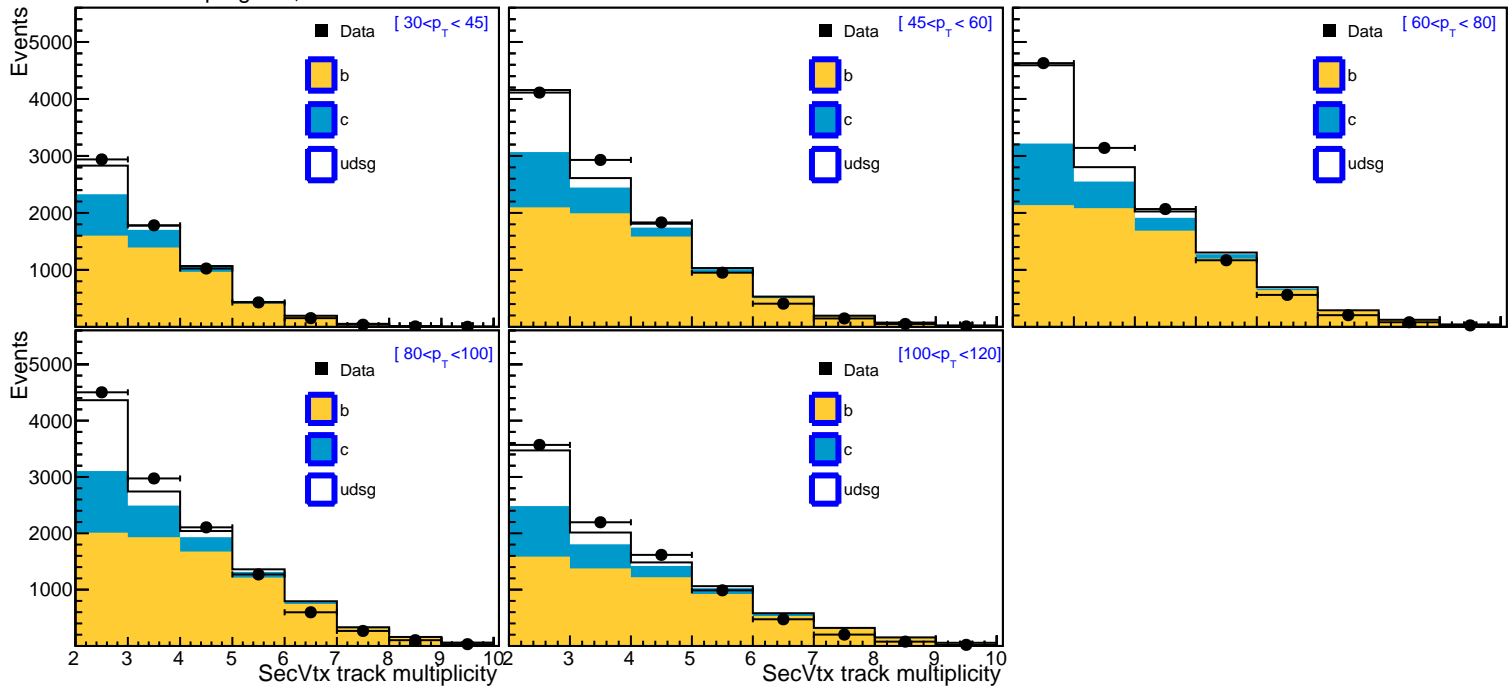 [ 30<p_T < 45]
Data
b
c
udsg
Events
5000
4000
3000
2000
1000
[ 45<p_T < 60]
Data
b
c
udsg
[ 60<p_T < 80]
Data
b
c
udsg
[ 80<p_T <100]
Data
b
c
udsg
Events
5000
4000
3000
2000
1000
2 3 4 5 6 7 8 9 10
SecVtx track multiplicity
[100<p_T <120]
Data
b
c
udsg
2 3 4 5 6 7 8 9 10
SecVtx track multiplicity